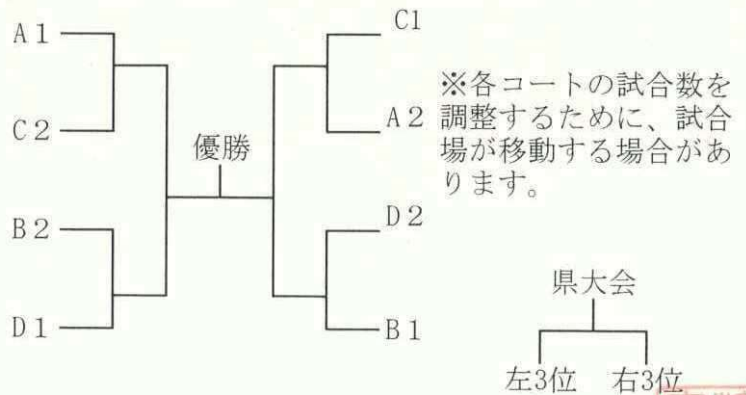 A1
C2
B2
D1
優勝
C1
A2
D2
B1
※各コートの試合数を
調整するために、試合
場が移動する場合があ
ります。
県大会
左3位 右3位